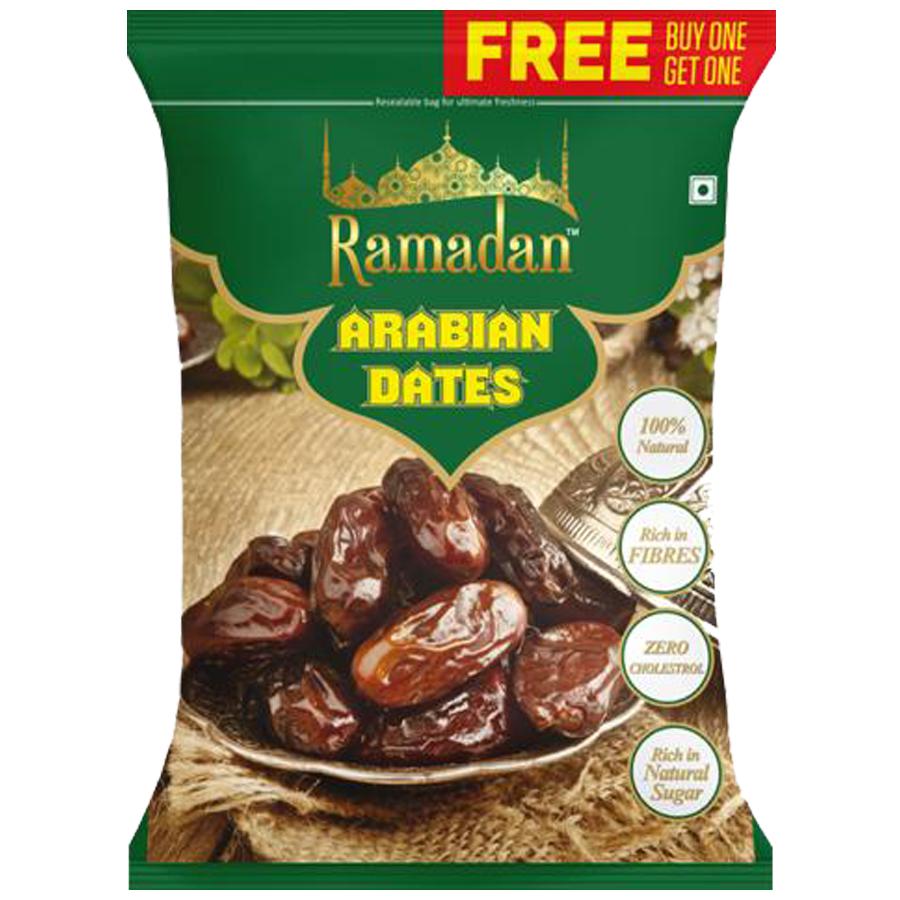 FREE BUY ONE
GET ONE
Resealable bag for ultimate freshness
Ramadan™
ARABIAN
DATES
100%
Natural
Rich in
FIBRES
ZERO
CHOLESTROL
Rich in
Natural
Sugar